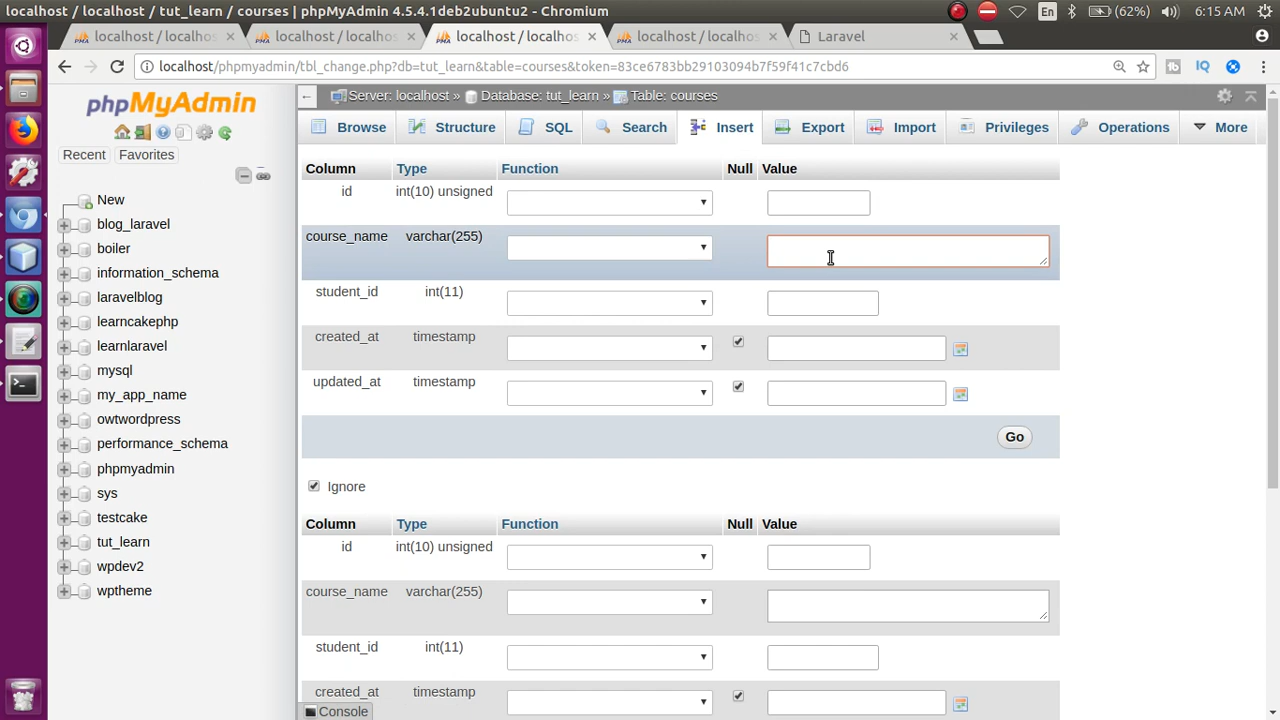 localhost / localhost / tut_learn / courses | phpMyAdmin 4.5.4.1deb2ubuntu2 - Chromium
En (62%) 6:15 AM
localhost / localhos localhost / localhos localhost / localhos localhost / localhos Laravel
localhost/phpmyadmin/tbl_change.php?db=tut_learn&table=courses&token=83ce6783bb29103c94b7f59f41c7cbd6
phpMyAdmin
Recent Favorites
New
blog_laravel
boiler
information_schema
laravelblog
learncakephp
learnlaravel
mysql
my_app_name
owtwordpress
performance_schema
phpmyadmin
sys
testcake
tut_learn
wpdev2
wptheme
Server: localhost » Database: tut_learn » Table: courses
Browse Structure SQL Search Insert Export Import Privileges Operations More
Column Type Function Null Value
id int(10) unsigned
course_name varchar(255)
student_id int(11)
created_at timestamp
updated_at timestamp
Go
Ignore
Column Type Function Null Value
id int(10) unsigned
course_name varchar(255)
student_id int(11)
created_at timestamp
Console